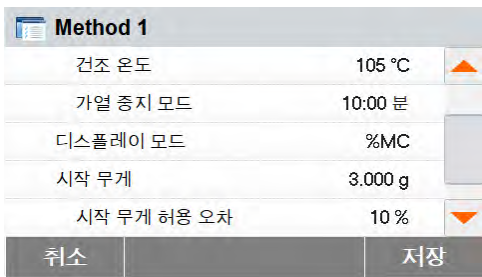 Method 1
건조 온도 105 °C
가열 중지 모드 10:00 분
디스플레이 모드 %MC
시작 무게 3.000 g
시작 무게 허용 오차 10 %
취소 저장